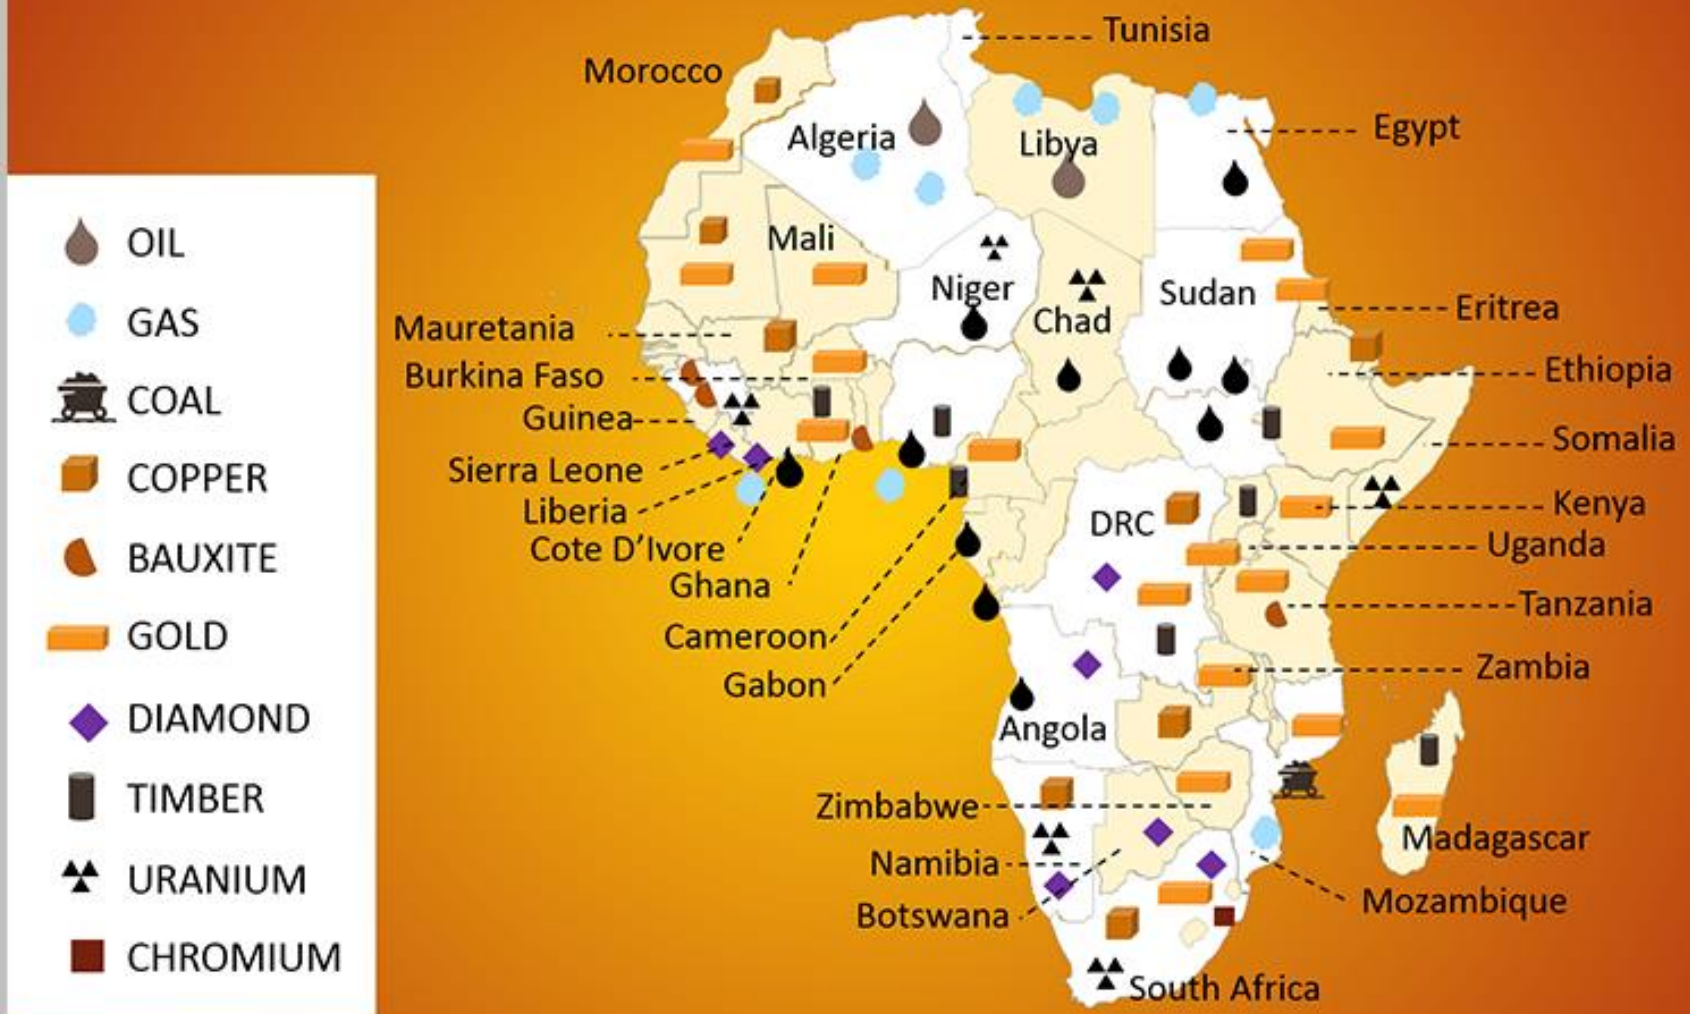 OIL
GAS
COAL
COPPER
BAUXITE
GOLD
DIAMOND
TIMBER
URANIUM
CHROMIUM
Tunisia
Morocco
Algeria
Libya
Egypt
Mali
Niger
Chad
Sudan
Eritrea
Mauretania
Burkina Faso
Ethiopia
Guinea
Somalia
Sierra Leone
Liberia
Kenya
DRC
Cote D'Ivore
Uganda
Ghana
Tanzania
Cameroon
Zambia
Gabon
Angola
Zimbabwe
Madagascar
Namibia
Mozambique
Botswana
South Africa